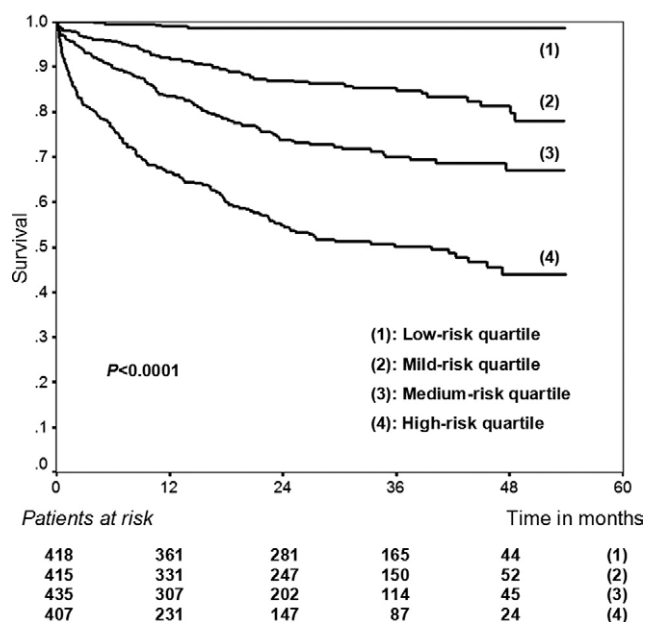 1.0
.9
.8
.7
.6
.5
.4
.3
.2
.1
.0
Survival
(1)
(2)
(3)
(4)
(1): Low-risk quartile
(2): Mild-risk quartile
(3): Medium-risk quartile
(4): High-risk quartile
P<0.0001
0 12 24 36 48 60
Patients at risk Time in months
418 361 281 165 44 (1)
415 331 247 150 52 (2)
435 307 202 114 45 (3)
407 231 147 87 24 (4)